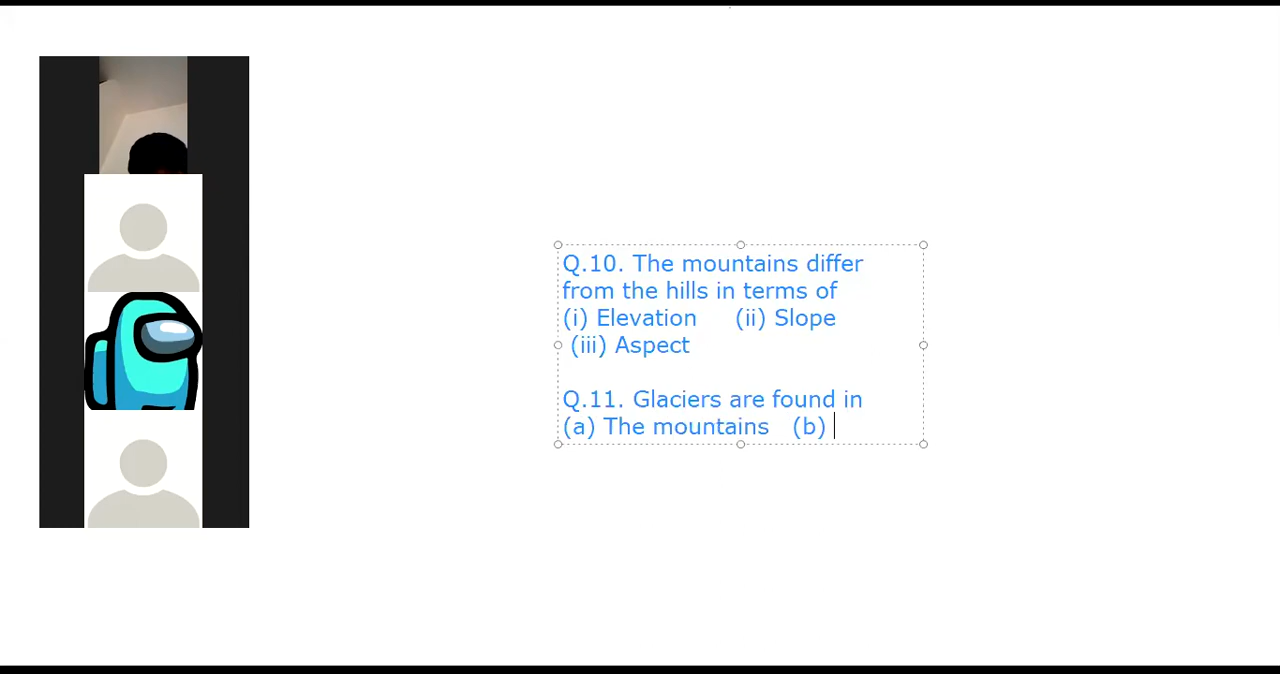 Q.10. The mountains differ
from the hills in terms of
(i) Elevation (ii) Slope
(iii) Aspect
Q.11. Glaciers are found in
(a) The mountains (b)